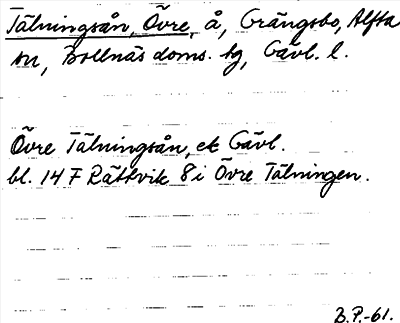 Tälningsån, Övre, å, Grängsbo, Alfta
sn, Bollnäs doms. tg, Gävl. l.
Övre Tälningsån, ek Gävl.
bl. 14 F Rättvik 8 i Övre Tälningen.
B.P.-61.